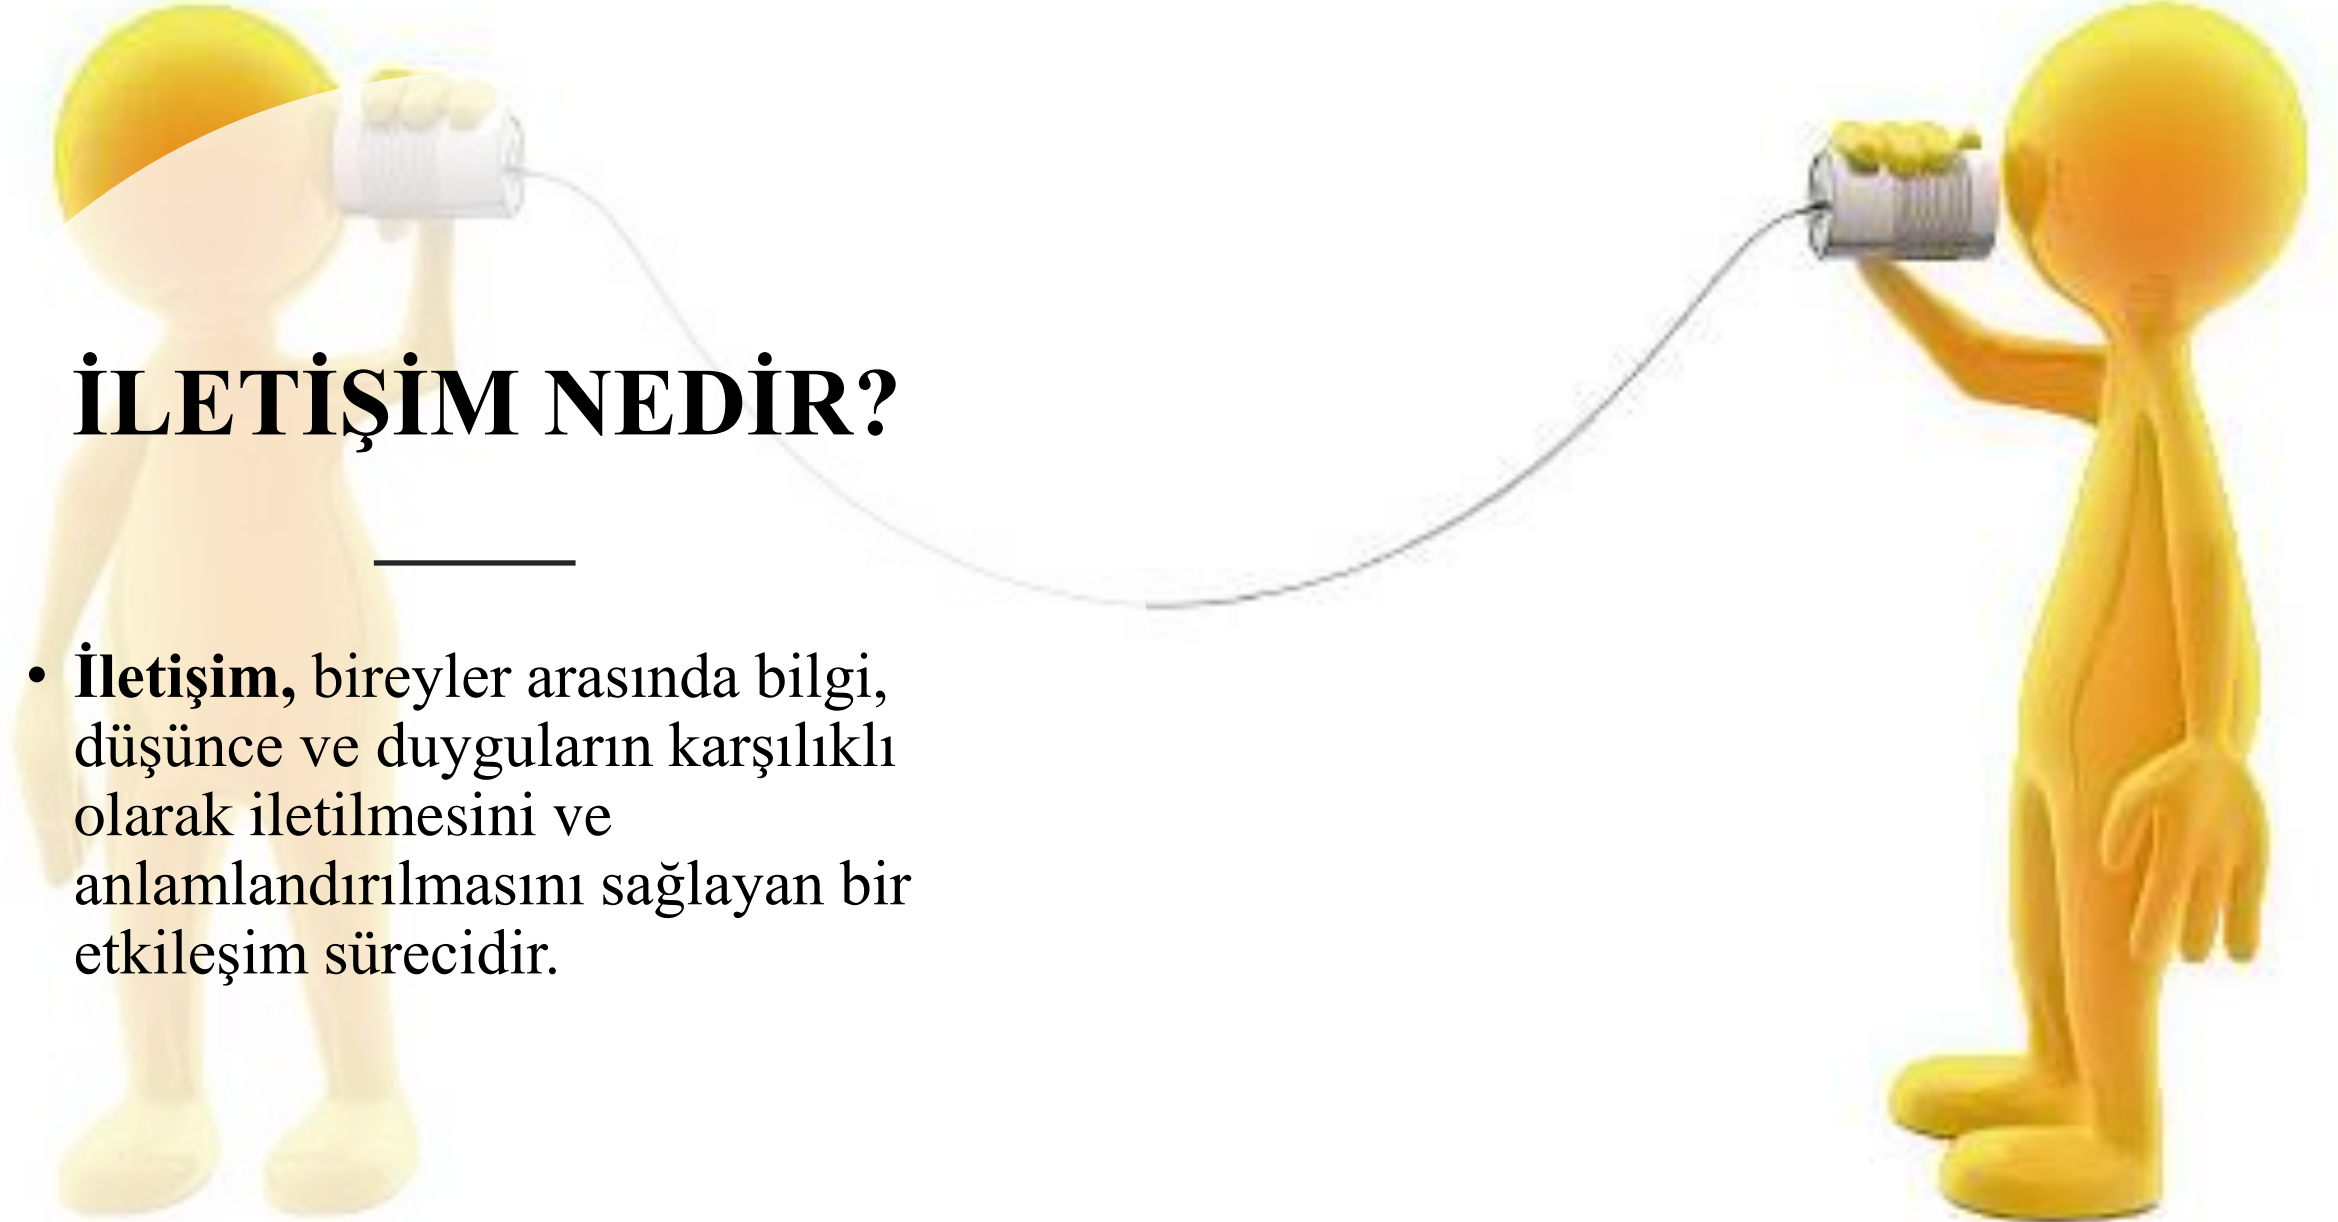 İLETİŞİM NEDİR?
• İletişim, bireyler arasında bilgi,
düşünce ve duyguların karşılıklı
olarak iletilmesini ve
anlamlandırılmasını sağlayan bir
etkileşim sürecidir.